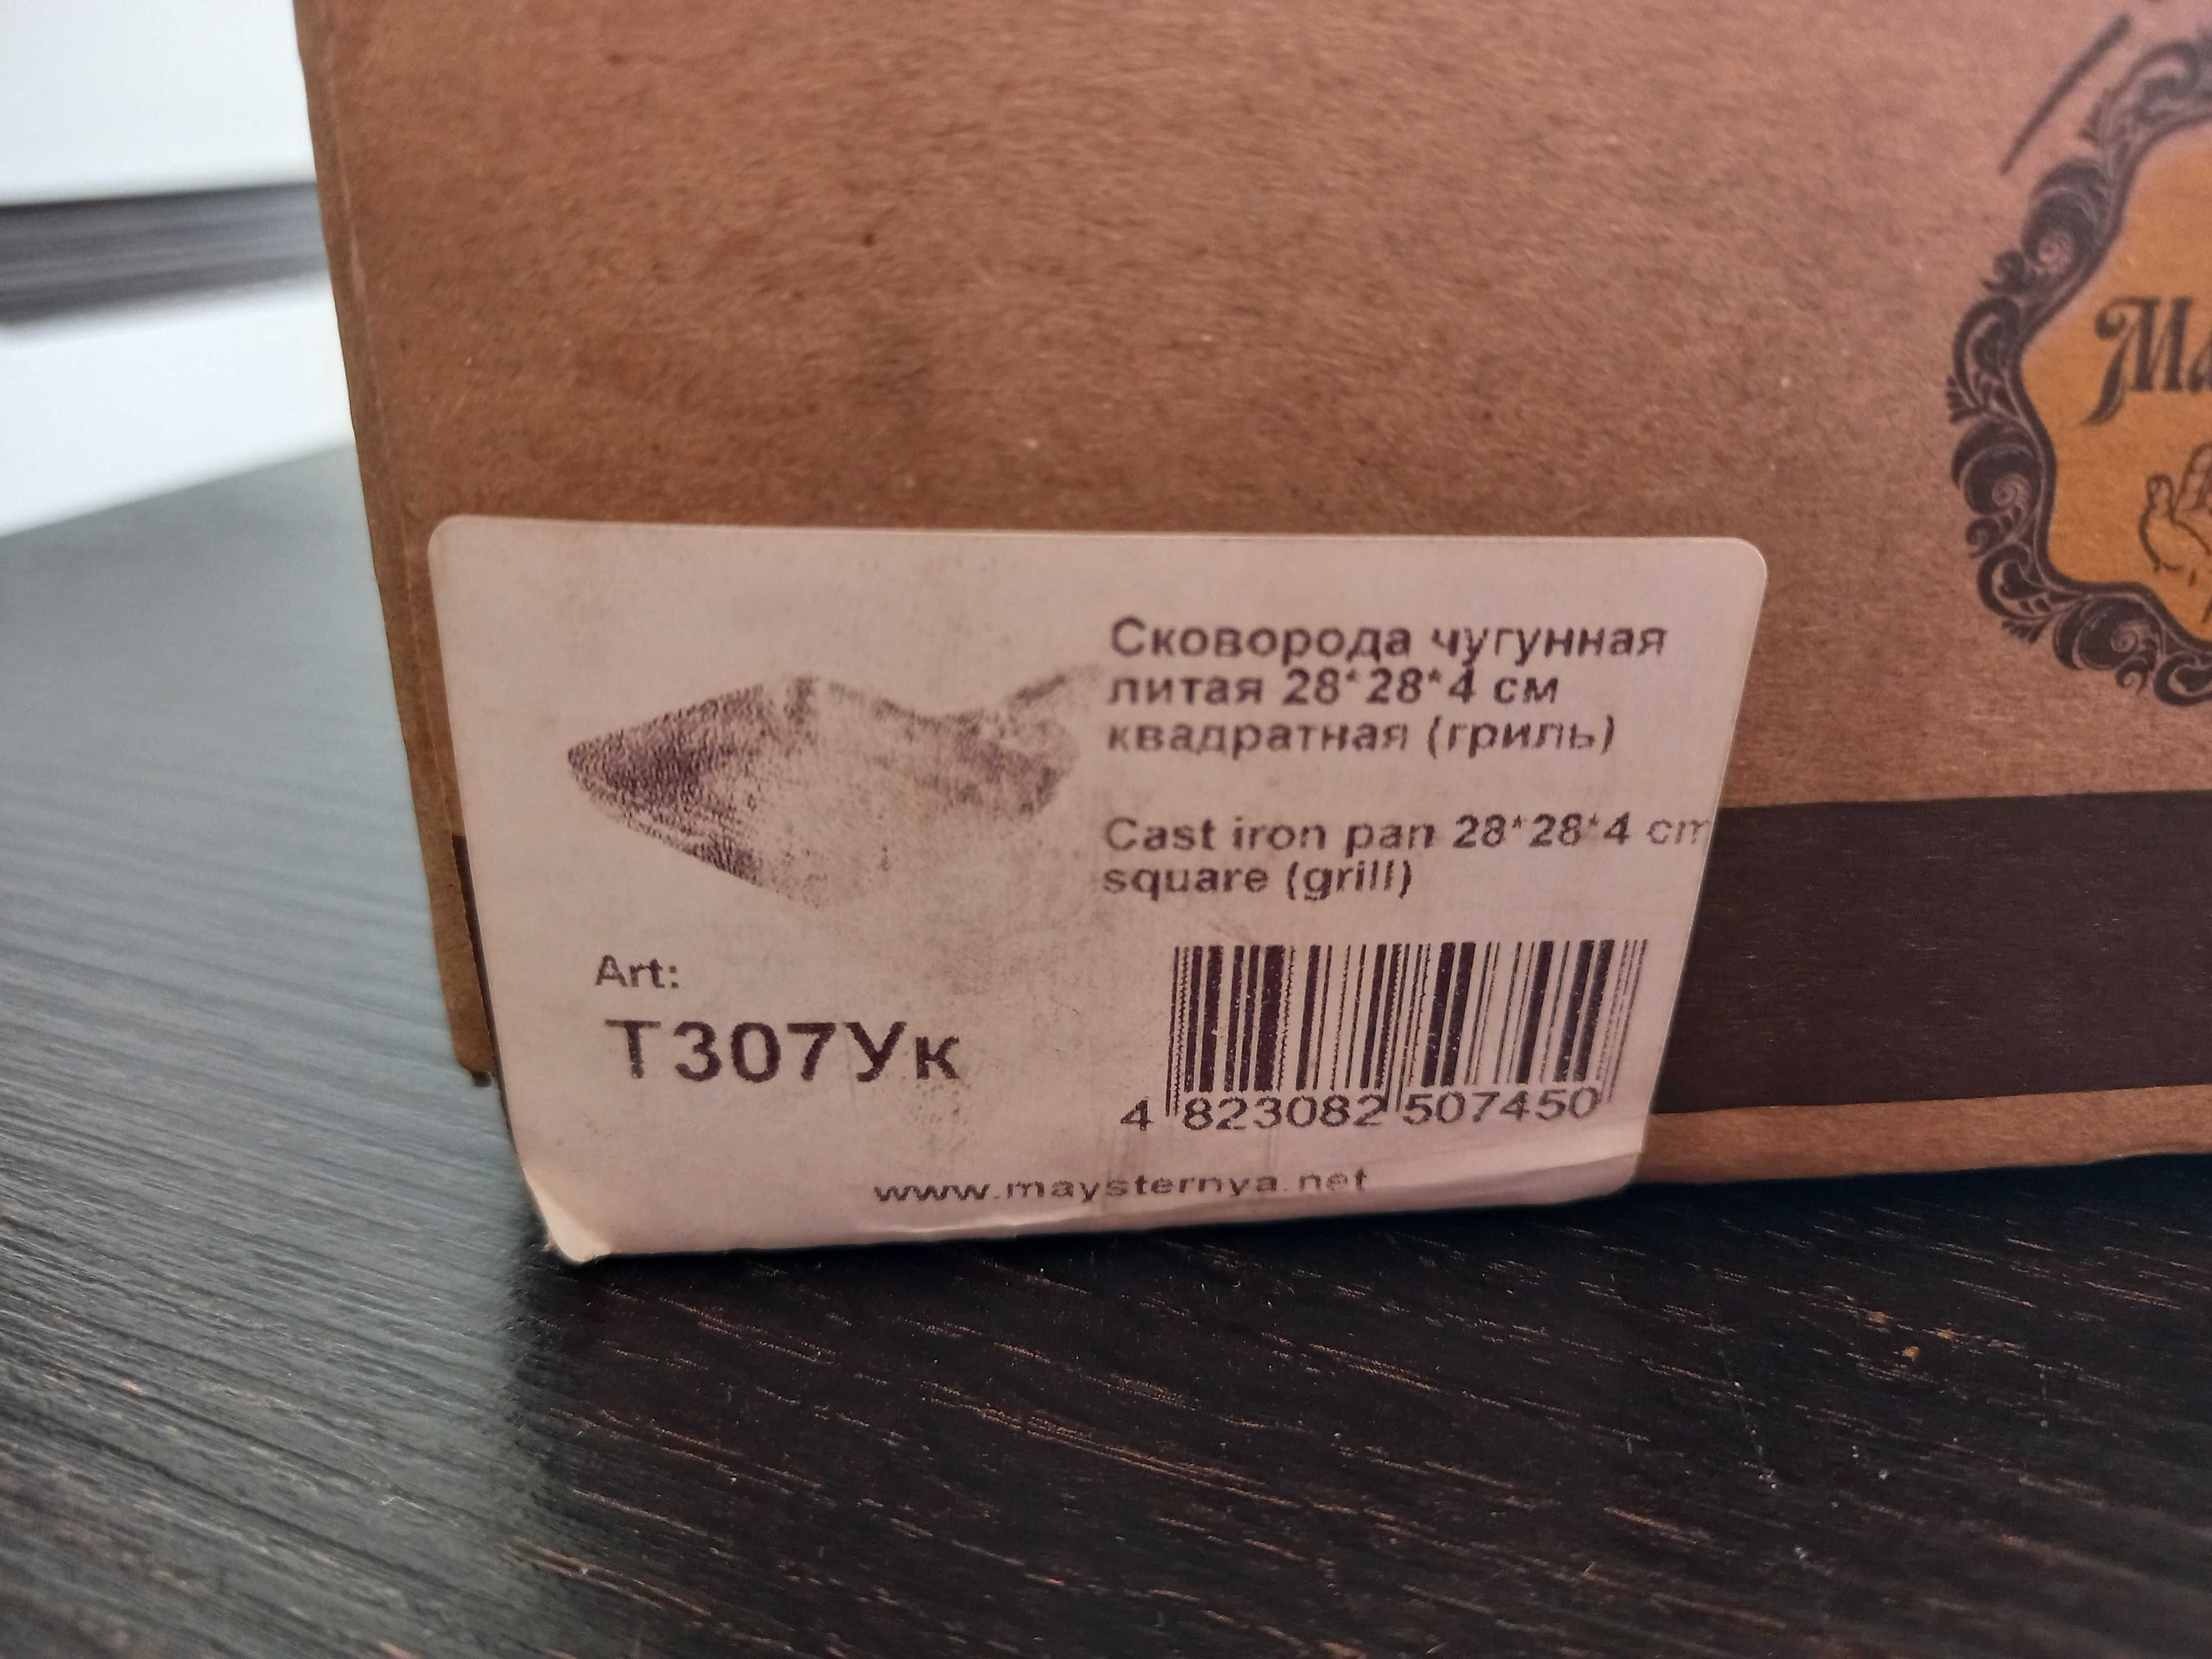 Сковорода чугунная
литая 28*28*4 см
квадратная (гриль)
Cast iron pan 28*28*4 cm
square (grill)
Art:
Т307Ук
4 823082 507450
www.maysternya.net